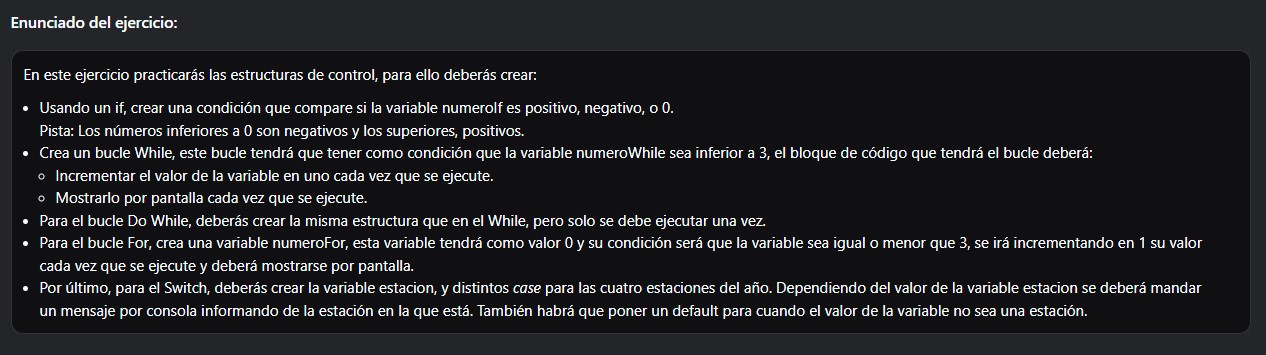 Enunciado del ejercicio:
En este ejercicio practicarás las estructuras de control, para ello deberás crear:
• Usando un if, crear una condición que compare si la variable numeroIf es positivo, negativo, o 0.
Pista: Los números inferiores a 0 son negativos y los superiores, positivos.
• Crea un bucle While, este bucle tendrá que tener como condición que la variable numeroWhile sea inferior a 3, el bloque de código que tendrá el bucle deberá:
◦ Incrementar el valor de la variable en uno cada vez que se ejecute.
◦ Mostrarlo por pantalla cada vez que se ejecute.
• Para el bucle Do While, deberás crear la misma estructura que en el While, pero solo se debe ejecutar una vez.
• Para el bucle For, crea una variable numeroFor, esta variable tendrá como valor 0 y su condición será que la variable sea igual o menor que 3, se irá incrementando en 1 su valor
cada vez que se ejecute y deberá mostrarse por pantalla.
• Por último, para el Switch, deberás crear la variable estacion, y distintos case para las cuatro estaciones del año. Dependiendo del valor de la variable estacion se deberá mandar
un mensaje por consola informando de la estación en la que está. También habrá que poner un default para cuando el valor de la variable no sea una estación.